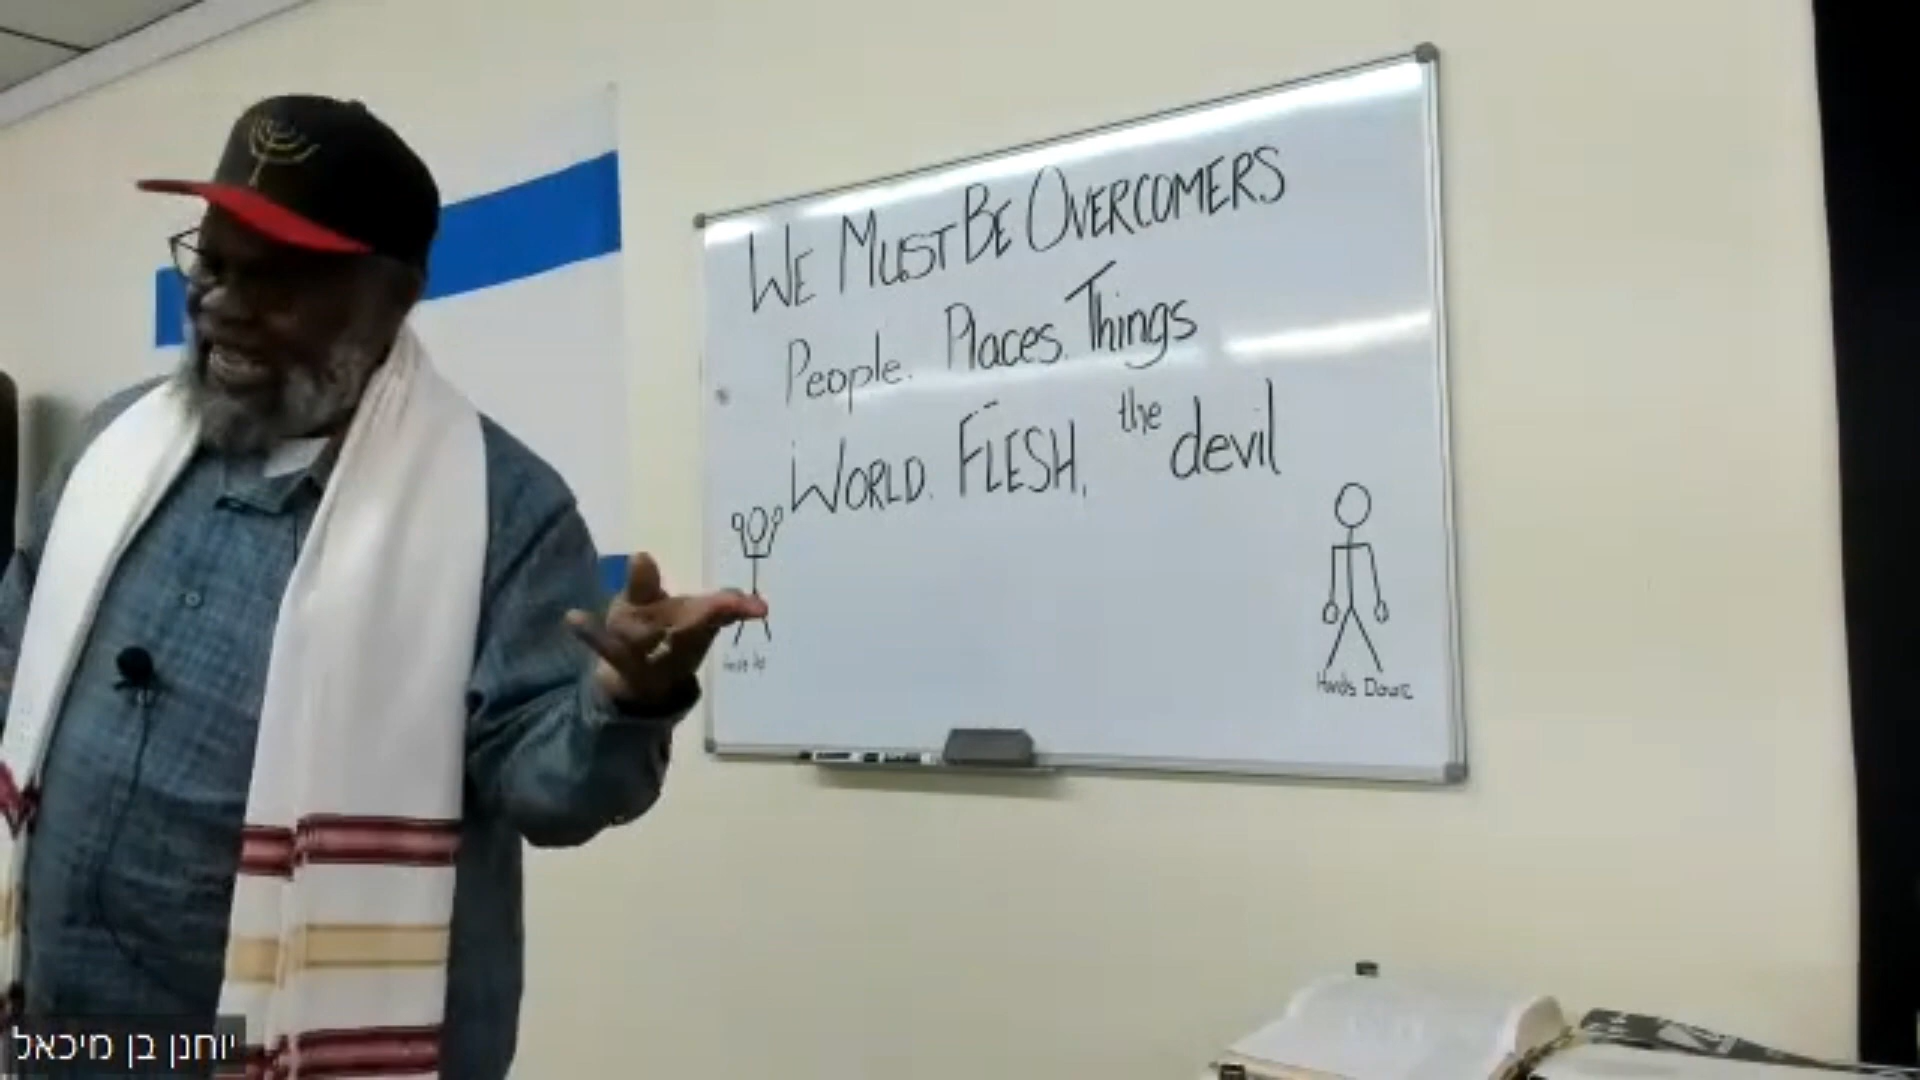 WE MUST BE OVERCOMERS
People. Places. Things
WORLD. FLESH, the devil
Hands Down
יוחנן בן מיכאל